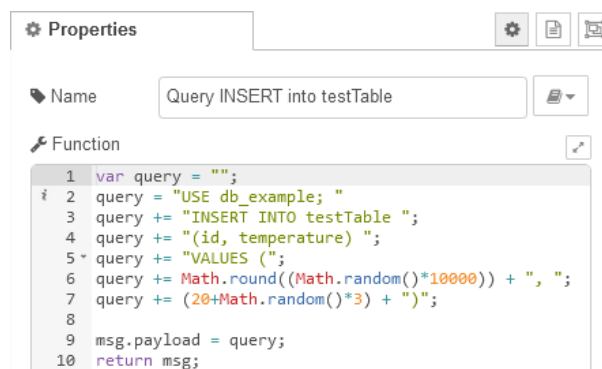 Properties
Name
Query INSERT into testTable
Function
1 var query = "";
i 2 query = "USE db_example; "
3 query += "INSERT INTO testTable ";
4 query += "(id, temperature) ";
5 query += "VALUES (";
6 query += Math.round((Math.random()*10000)) + ", ";
7 query += (20+Math.random()*3) + ")";
8
9 msg.payload = query;
10 return msg;